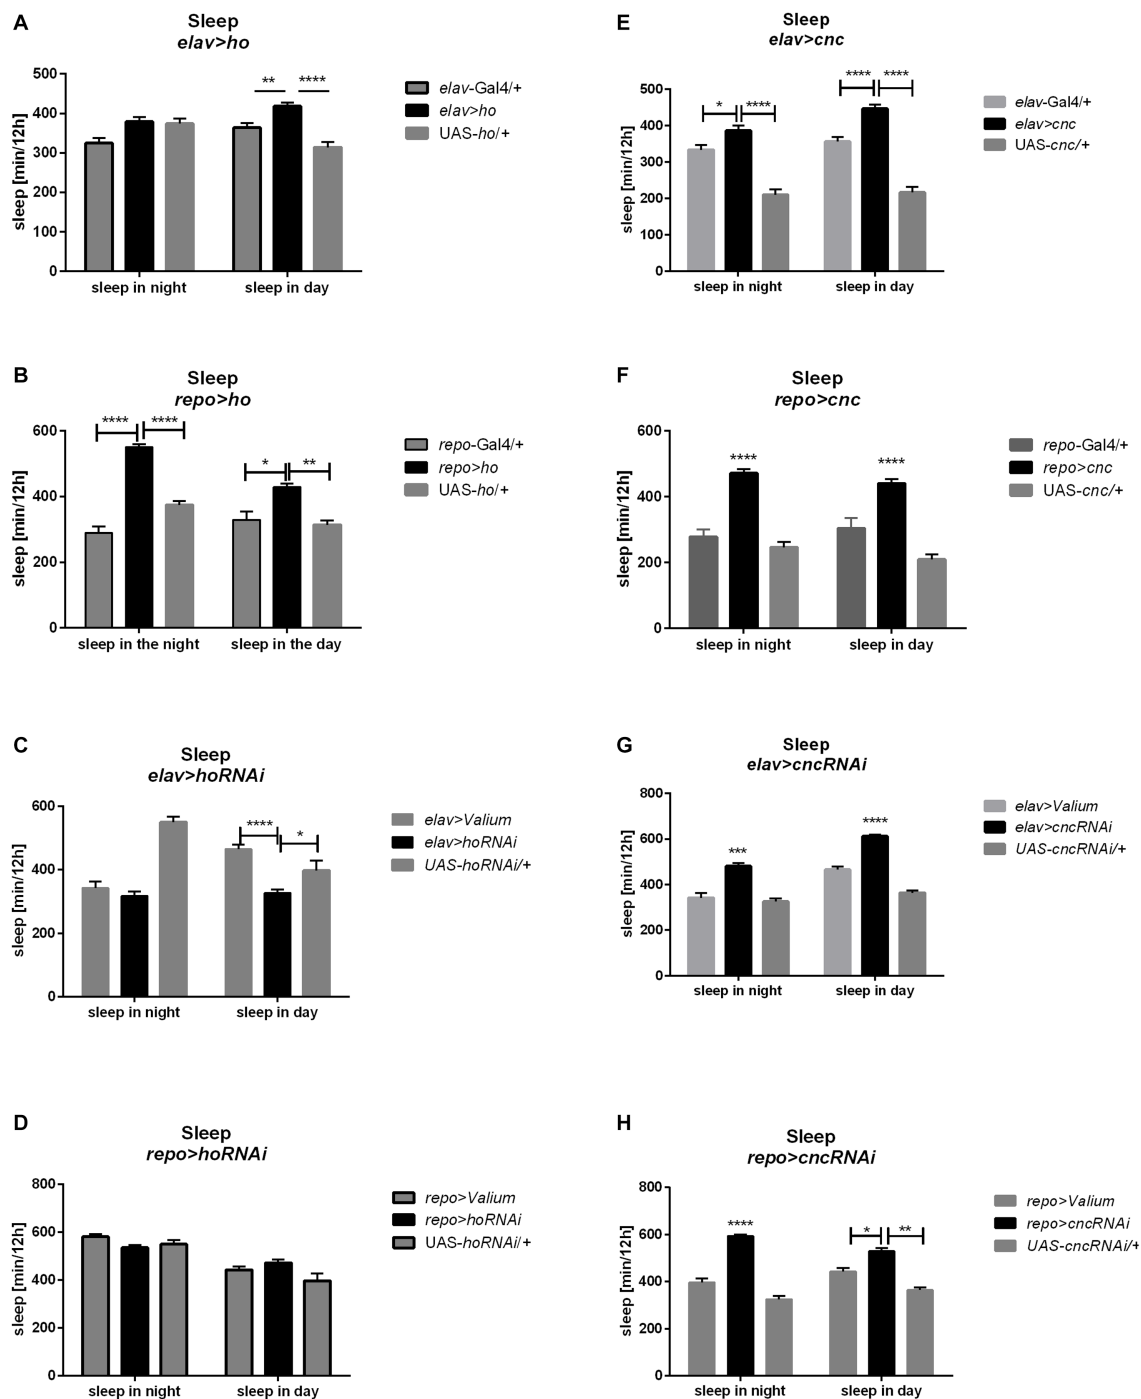 A
Sleep
elav>ho
sleep [min/12h]
500
400
300
200
100
0
** ****
sleep in night
sleep in day
elav-Gal4/+
elav>ho
UAS-ho/+
E
Sleep
elav>cnc
sleep [min/12h]
500
400
300
200
100
0
* **** **** ****
sleep in night
sleep in day
elav-Gal4/+
elav>cnc
UAS-cnc/+
B
Sleep
repo>ho
sleep [min/12h]
600
400
200
0
**** **** * **
sleep in the night
sleep in the day
repo-Gal4/+
repo>ho
UAS-ho/+
F
Sleep
repo>cnc
sleep [min/12h]
600
400
200
0
**** ****
sleep in night
sleep in day
repo-Gal4/+
repo>cnc
UAS-cnc/+
C
Sleep
elav>hoRNAi
sleep [min/12h]
600
400
200
0
**** *
sleep in night
sleep in day
elav>Valium
elav>hoRNAi
UAS-hoRNAi/+
G
Sleep
elav>cncRNAi
sleep [min/12h]
800
600
400
200
0
*** ****
sleep in night
sleep in day
elav>Valium
elav>cncRNAi
UAS-cncRNAi/+
D
Sleep
repo>hoRNAi
sleep [min/12h]
800
600
400
200
0
sleep in night
sleep in day
repo>Valium
repo>hoRNAi
UAS-hoRNAi/+
H
Sleep
repo>cncRNAi
sleep [min/12h]
800
600
400
200
0
**** * **
sleep in night
sleep in day
repo>Valium
repo>cncRNAi
UAS-cncRNAi/+